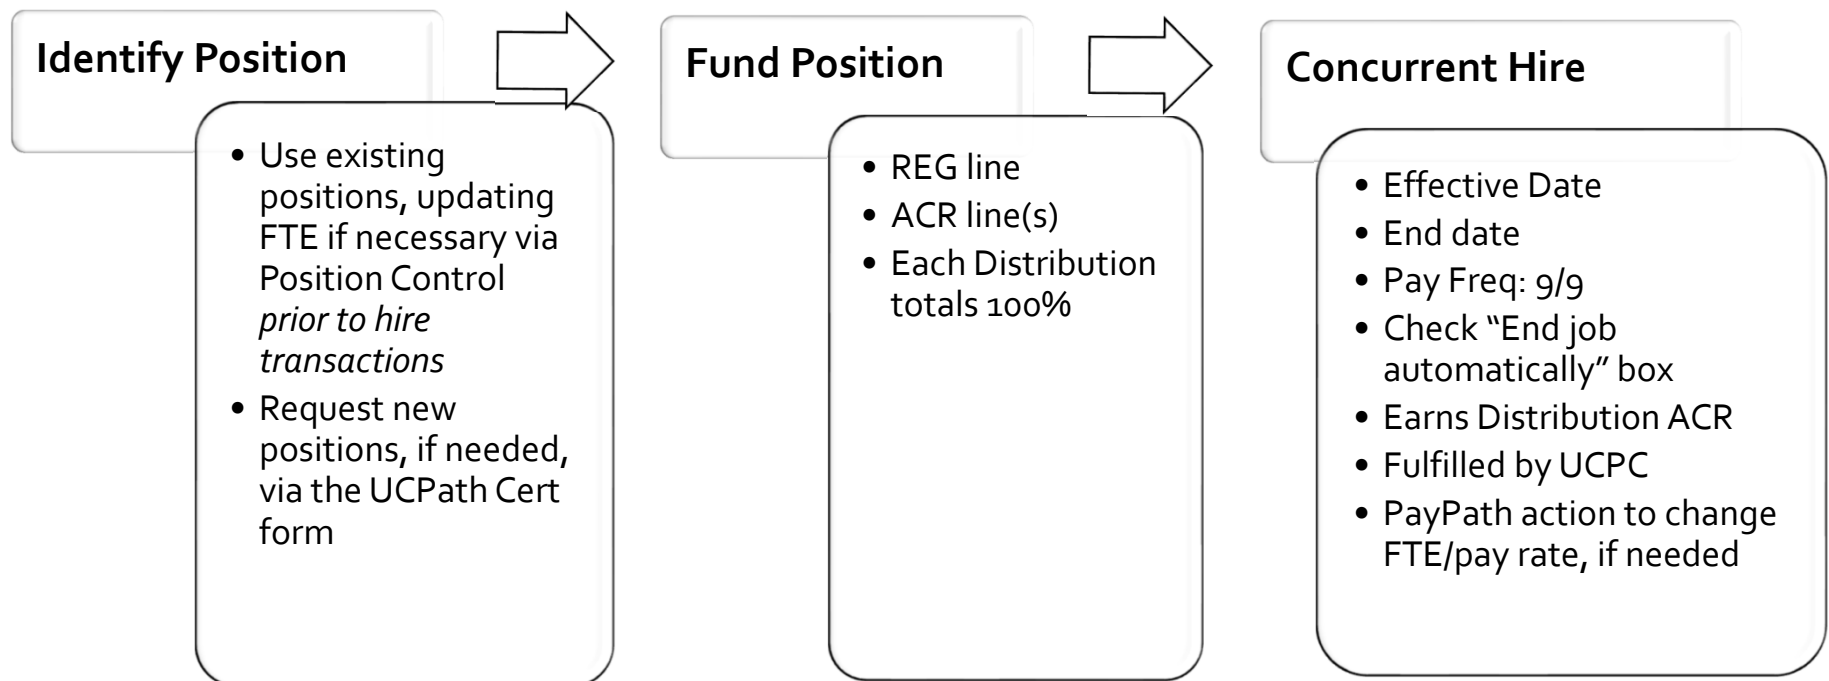 Identify Position
• Use existing
positions, updating
FTE if necessary via
Position Control
prior to hire
transactions
• Request new
positions, if needed,
via the UCPath Cert
form
Fund Position
• REG line
• ACR line(s)
• Each Distribution
totals 100%
Concurrent Hire
• Effective Date
• End date
• Pay Freq: 9/9
• Check “End job
automatically” box
• Earns Distribution ACR
• Fulfilled by UCPC
• PayPath action to change
FTE/pay rate, if needed